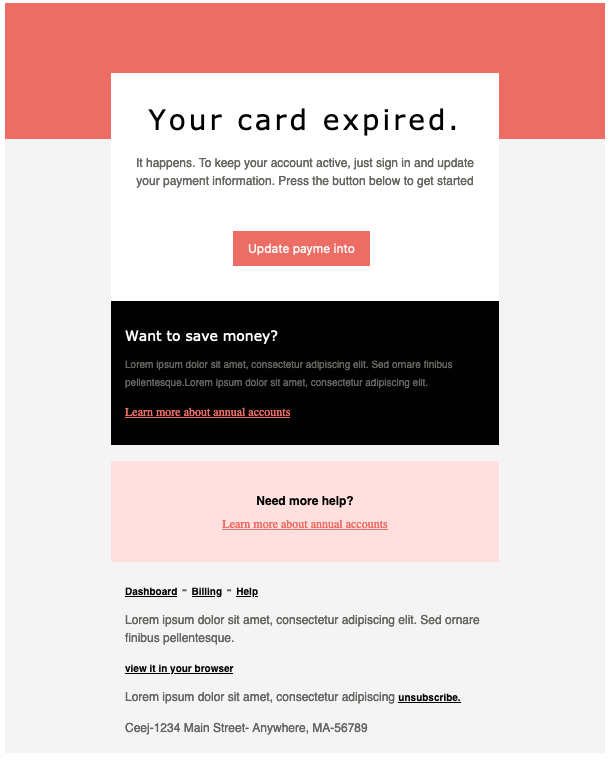 Your card expired.
It happens. To keep your account active, just sign in and update
your payment information. Press the button below to get started
Update payme into
Want to save money?
Lorem ipsum dolor sit amet, consectetur adipiscing elit. Sed ornare finibus
pellentesque.Lorem ipsum dolor sit amet, consectetur adipiscing elit.
Learn more about annual accounts
Need more help?
Learn more about annual accounts
Dashboard - Billing - Help
Lorem ipsum dolor sit amet, consectetur adipiscing elit. Sed ornare
finibus pellentesque.
view it in your browser
Lorem ipsum dolor sit amet, consectetur adipiscing unsubscribe.
Ceej-1234 Main Street- Anywhere, MA-56789